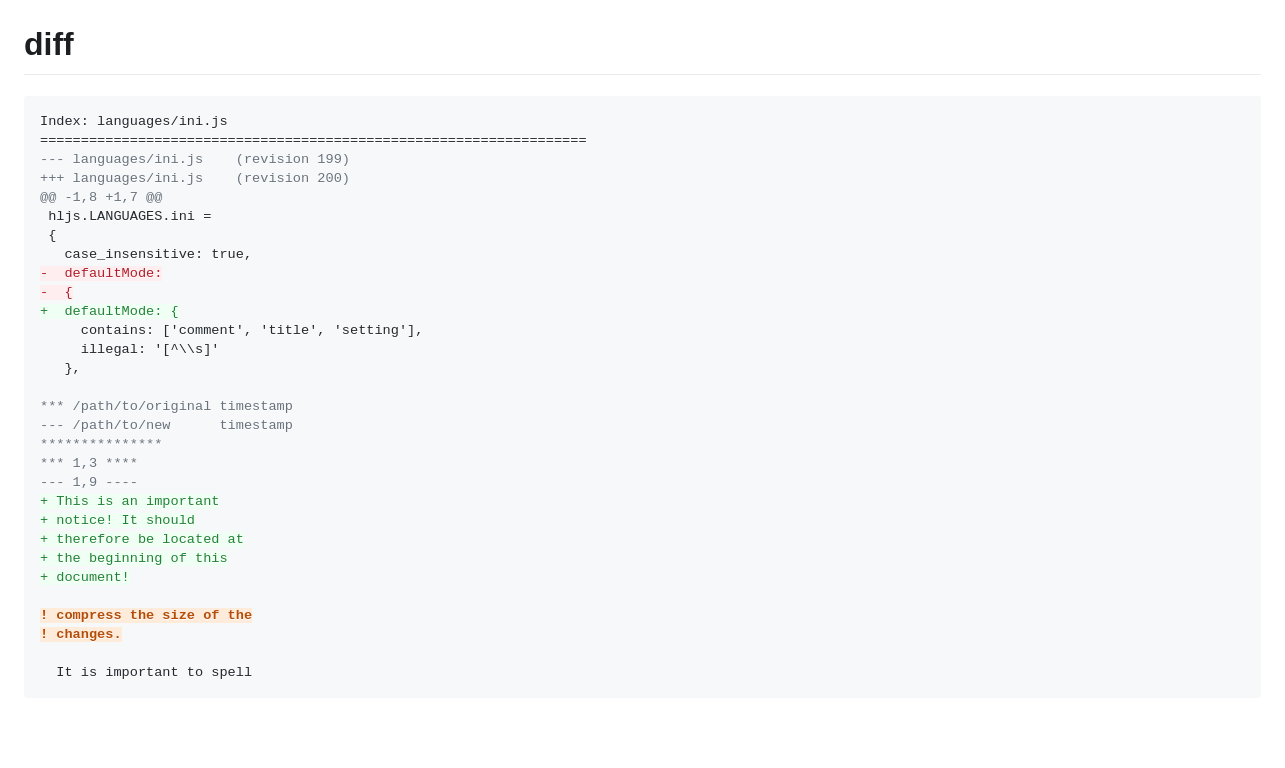 diff
Index: languages/ini.js
===================================================================
--- languages/ini.js    (revision 199)
+++ languages/ini.js    (revision 200)
@@ -1,8 +1,7 @@
 hljs.LANGUAGES.ini =
 {
   case_insensitive: true,
-  defaultMode:
-  {
+  defaultMode: {
     contains: ['comment', 'title', 'setting'],
     illegal: '[^\\s]'
   },

*** /path/to/original timestamp
--- /path/to/new      timestamp
***************
*** 1,3 ****
--- 1,9 ----
+ This is an important
+ notice! It should
+ therefore be located at
+ the beginning of this
+ document!

! compress the size of the
! changes.

  It is important to spell